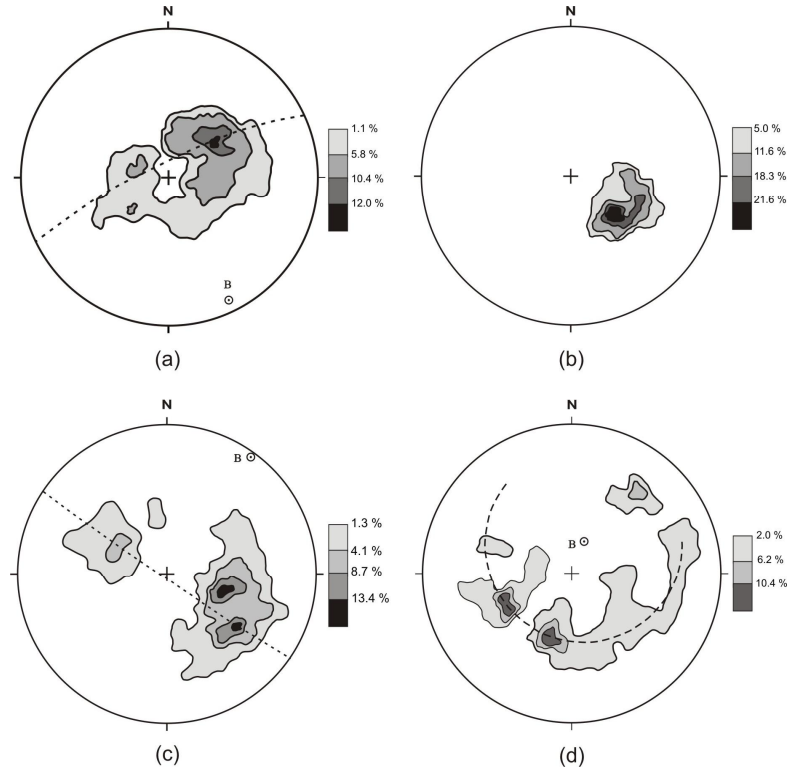 N
1.1 %
5.8 %
10.4 %
12.0 %
B
(a)
N
5.0 %
11.6 %
18.3 %
21.6 %
(b)
N
B
1.3 %
4.1 %
8.7 %
13.4 %
(c)
N
B
2.0 %
6.2 %
10.4 %
(d)